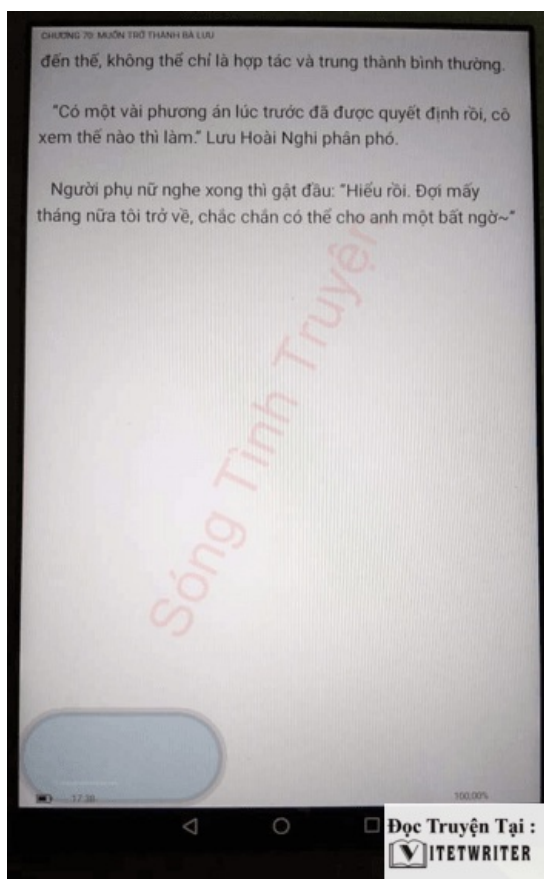 CHƯƠNG 70: MUỐN TRỞ THÀNH BÀ LƯU
đến thế, không thể chỉ là hợp tác và trung thành bình thường.
"Có một vài phương án lúc trước đã được quyết định rồi, cô
xem thế nào thì làm." Lưu Hoài Nghi phân phó.
Người phụ nữ nghe xong thì gật đầu: "Hiểu rồi. Đợi mấy
tháng nữa tôi trở về, chắc chắn có thể cho anh một bất ngờ~"
Sóng Tình Truyện
17:30
100.00%
Đọc Truyện Tại :
VITETWRITER